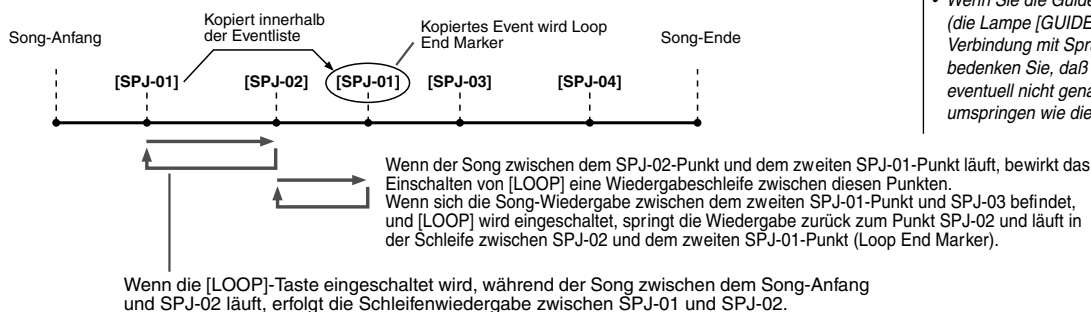 Song-Anfang
Kopiert innerhalb
der Eventliste
Kopiertes Event wird Loop
End Marker
Song-Ende
[SPJ-01]
[SPJ-02]
[SPJ-01]
[SPJ-03]
[SPJ-04]
Wenn der Song zwischen dem SPJ-02-Punkt und dem zweiten SPJ-01-Punkt läuft, bewirkt das
Einschalten von [LOOP] eine Wiedergabeschleife zwischen diesen Punkten.
Wenn sich die Song-Wiedergabe zwischen dem zweiten SPJ-01-Punkt und SPJ-03 befindet,
und [LOOP] wird eingeschaltet, springt die Wiedergabe zurück zum Punkt SPJ-02 und läuft in
der Schleife zwischen SPJ-02 und dem zweiten SPJ-01-Punkt (Loop End Marker).
Wenn die [LOOP]-Taste eingeschaltet wird, während der Song zwischen dem Song-Anfang
und SPJ-02 läuft, erfolgt die Schleifenwiedergabe zwischen SPJ-01 und SPJ-02.
• Wenn Sie die Guide
(die Lampe [GUIDE
Verbindung mit
bedenken Sie, daß
eventuell nicht
umspringen wie